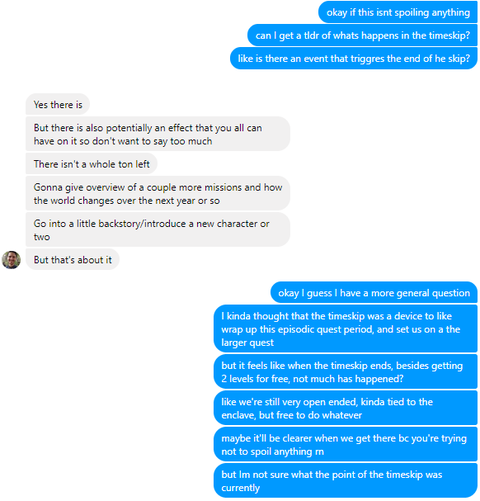 okay if this isnt spoiling anything
can I get a tldr of whats happens in the timeskip?
like is there an event that triggres the end of he skip?
Yes there is
But there is also potentially an effect that you all can
have on it so don't want to say too much
There isn't a whole ton left
Gonna give overview of a couple more missions and how
the world changes over the next year or so
Go into a little backstory/introduce a new character or
two
But that's about it
okay I guess I have a more general question
I kinda thought that the timeskip was a device to like
wrap up this episodic quest period, and set us on a the
larger quest
but it feels like when the timeskip ends, besides getting
2 levels for free, not much has happened?
like we're still very open ended, kinda tied to the
enclave, but free to do whatever
maybe it'll be clearer when we get there bc you're trying
not to spoil anything m
but Im not sure what the point of the timeskip was
currently